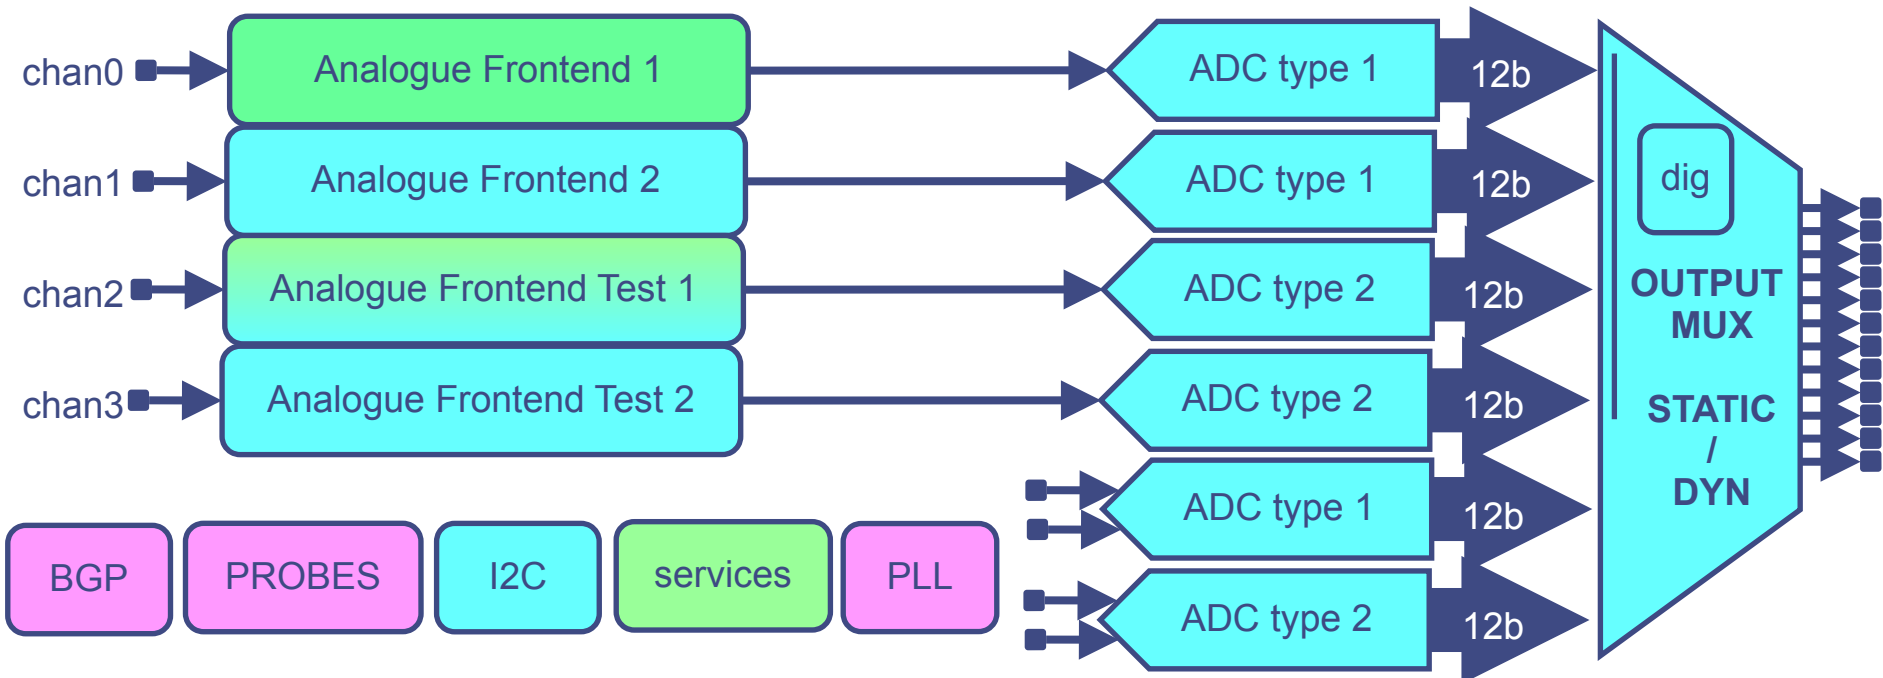 chan0
Analogue Frontend 1
ADC type 1
12b
chan1
Analogue Frontend 2
ADC type 1
12b
dig
chan2
Analogue Frontend Test 1
ADC type 2
12b
OUTPUT
MUX
chan3
Analogue Frontend Test 2
ADC type 2
12b
STATIC
/
DYN
ADC type 1
12b
BGP
PROBES
I2C
services
PLL
ADC type 2
12b